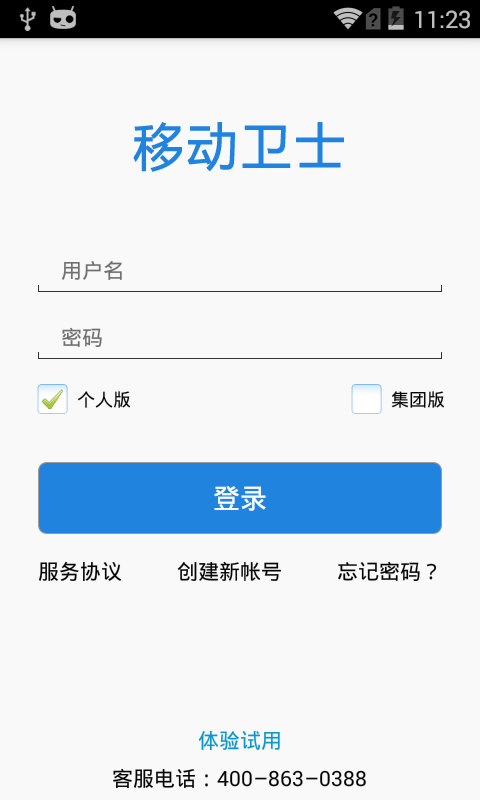 11:23
移动卫士
用户名
密码
个人版 集团版
登录
服务协议 创建新帐号 忘记密码？
体验试用
客服电话：400-863-0388